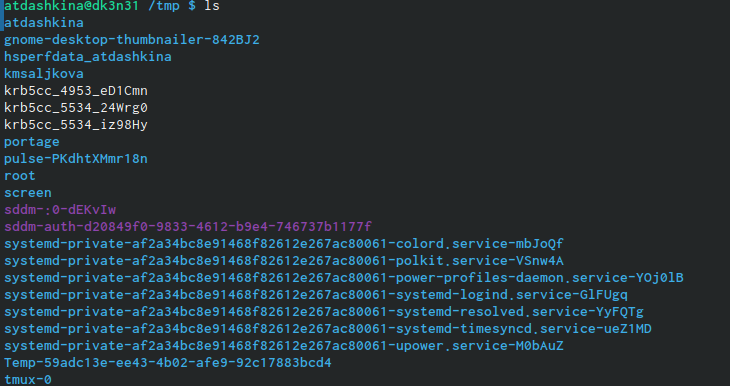 atdashkina@dk3n31 /tmp $ ls
atdashkina
gnome-desktop-thumbnailer-842BJ2
hsperfdata_atdashkina
kmsaljkova
krb5cc_4953_eD1Cmn
krb5cc_5534_24Wrg0
krb5cc_5534_iz98Hy
portage
pulse-PKdhtXMmr18n
root
screen
sddm-:0-dEKvIw
sddm-auth-d20849f0-9833-4612-b9e4-746737b1177f
systemd-private-af2a34bc8e91468f82612e267ac80061-colord.service-mbJoQf
systemd-private-af2a34bc8e91468f82612e267ac80061-polkit.service-VSnw4A
systemd-private-af2a34bc8e91468f82612e267ac80061-power-profiles-daemon.service-YOj0lB
systemd-private-af2a34bc8e91468f82612e267ac80061-systemd-logind.service-GlFUgq
systemd-private-af2a34bc8e91468f82612e267ac80061-systemd-resolved.service-YyFQTg
systemd-private-af2a34bc8e91468f82612e267ac80061-systemd-timesyncd.service-ueZ1MD
systemd-private-af2a34bc8e91468f82612e267ac80061-upower.service-M0bAuZ
Temp-59adc13e-ee43-4b02-afe9-92c17883bcd4
tmux-0